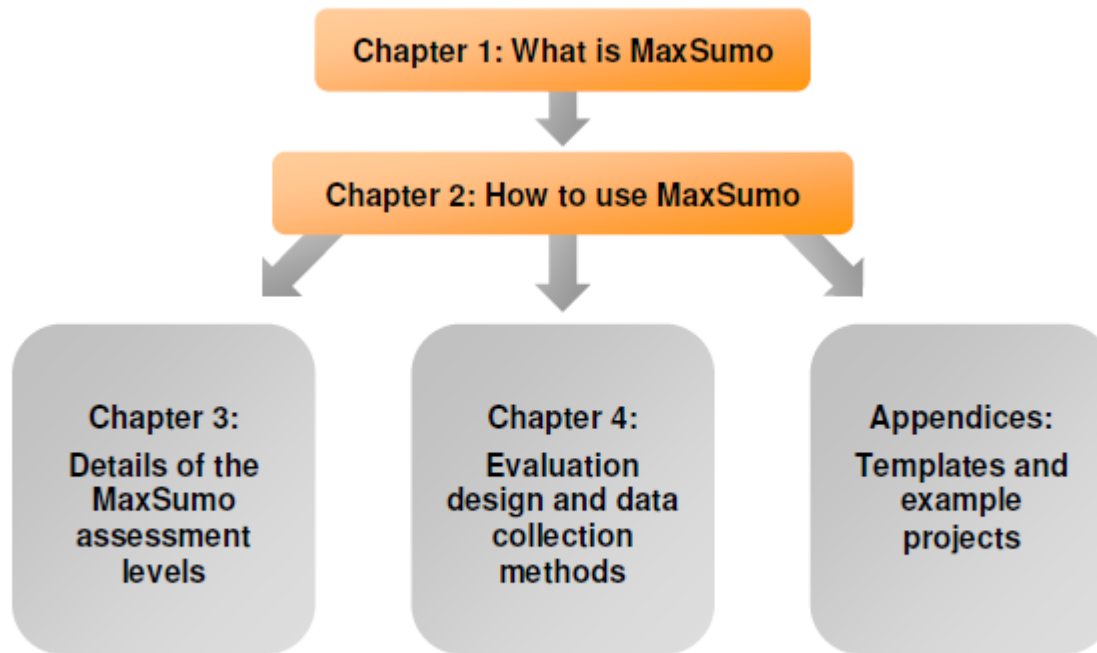 Chapter 1: What is MaxSumo
Chapter 2: How to use MaxSumo
Chapter 3:
Details of the
MaxSumo
assessment
levels
Chapter 4:
Evaluation
design and data
collection
methods
Appendices:
Templates and
example
projects